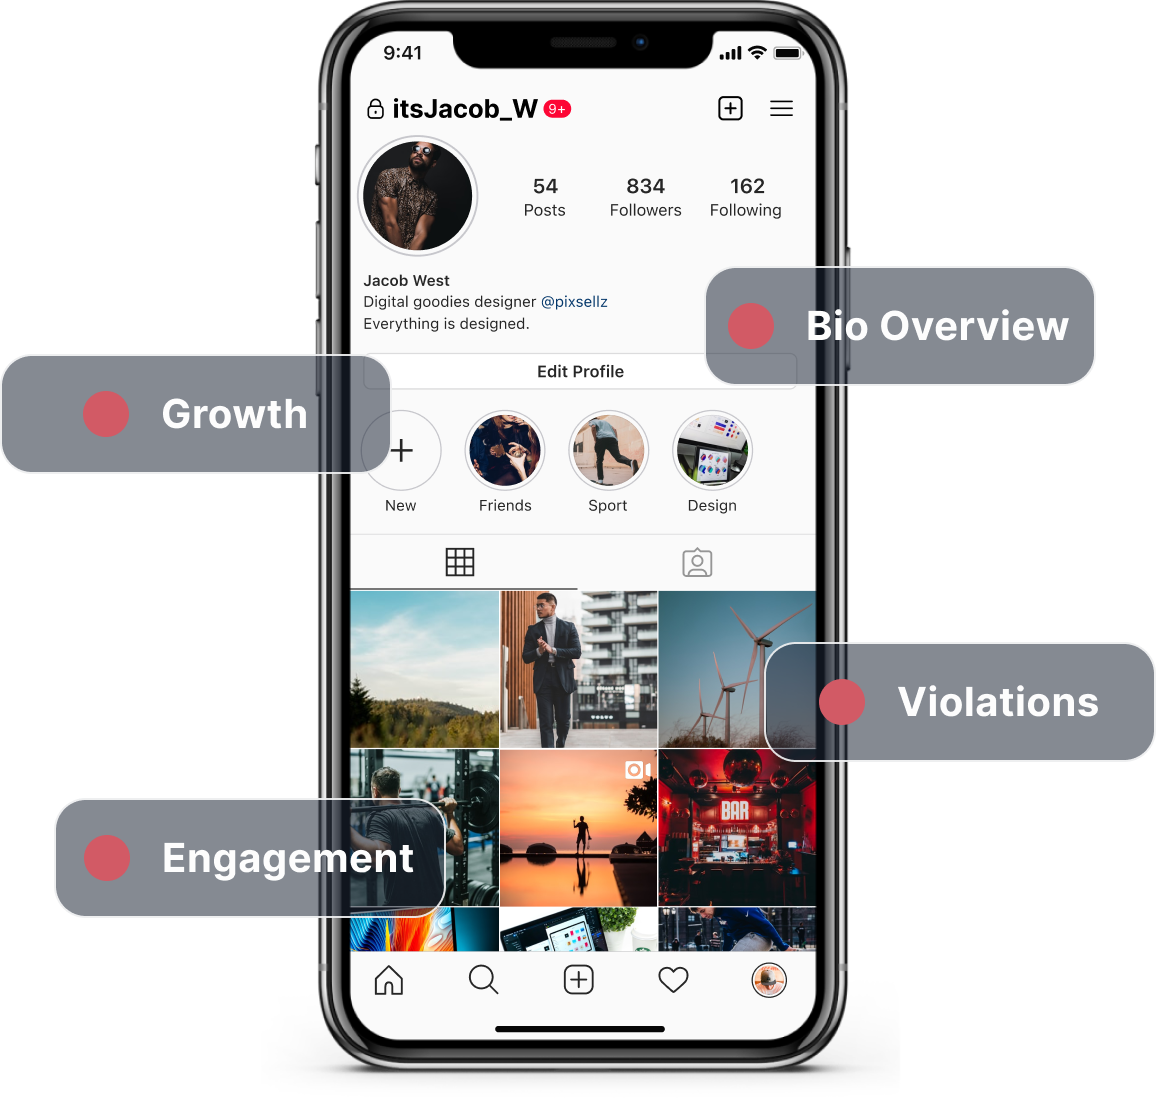 9:41
itsJacob_W 9+
54 834 162
Posts Followers Following
Jacob West
Digital goodies designer @pixsellz
Everything is designed.
Bio Overview
Edit Profile
Growth
New Friends Sport Design
VOLVO
Violations
BAR
Engagement